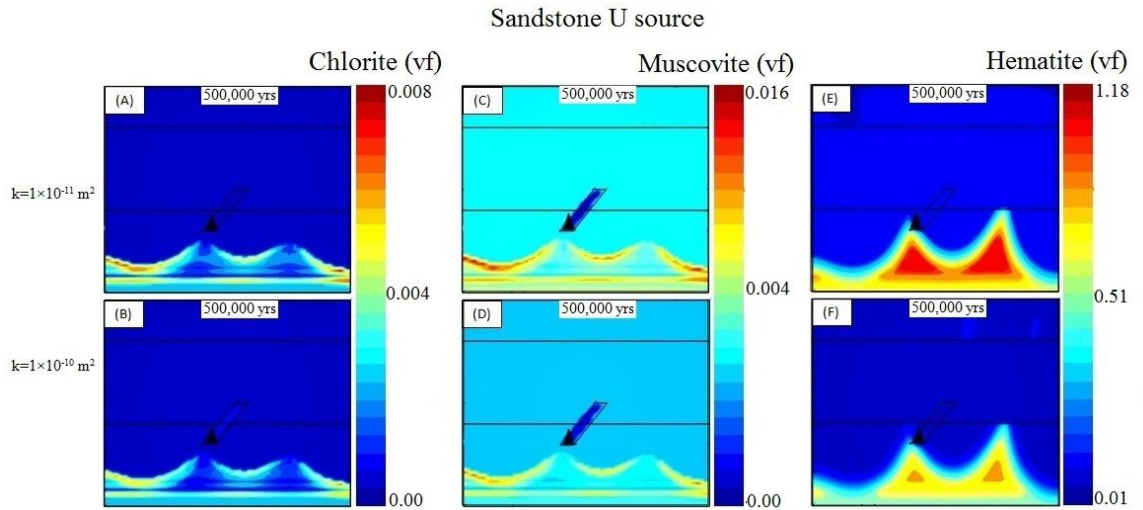 Sandstone U source
Chlorite (vf) Muscovite (vf) Hematite (vf)
(A) 500,000 yrs 0.008 (C) 500,000 yrs 0.016 (E) 500,000 yrs 1.18
k=1×10⁻¹¹ m²
0.004 0.004 0.51
(B) 500,000 yrs (D) 500,000 yrs (F) 500,000 yrs
k=1×10⁻¹⁰ m²
0.00 0.00 0.01